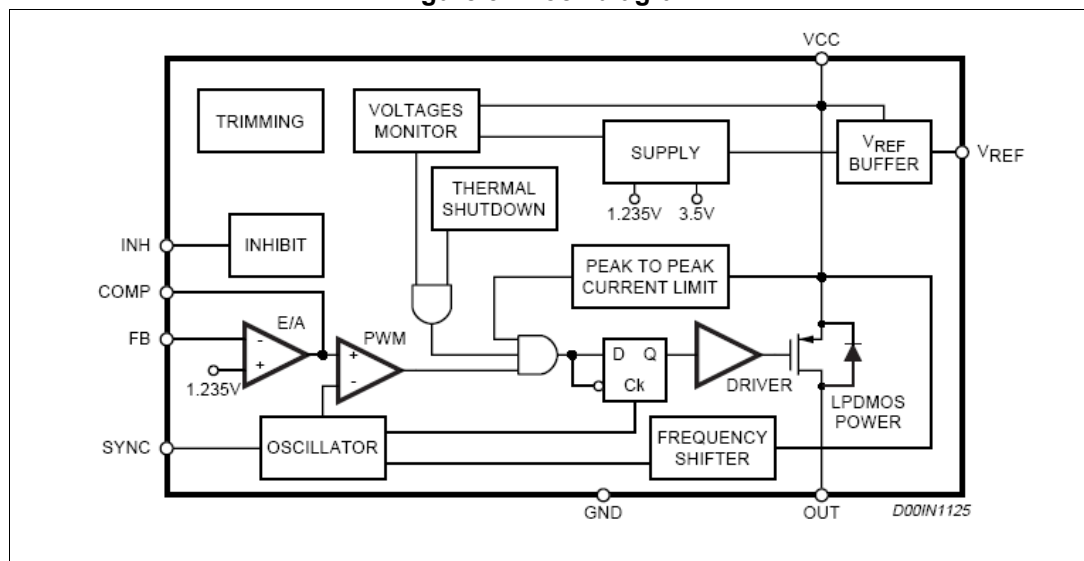 VCC
TRIMMING
VOLTAGES
MONITOR
SUPPLY
VREF
BUFFER
VREF
THERMAL
SHUTDOWN
1.235V
3.5V
INH
INHIBIT
COMP
PEAK TO PEAK
CURRENT LIMIT
FB
E/A
-
+
1.235V
PWM
+
-
D Q
Ck
DRIVER
LPDMOS
POWER
SYNC
OSCILLATOR
FREQUENCY
SHIFTER
GND
OUT
D00IN1125